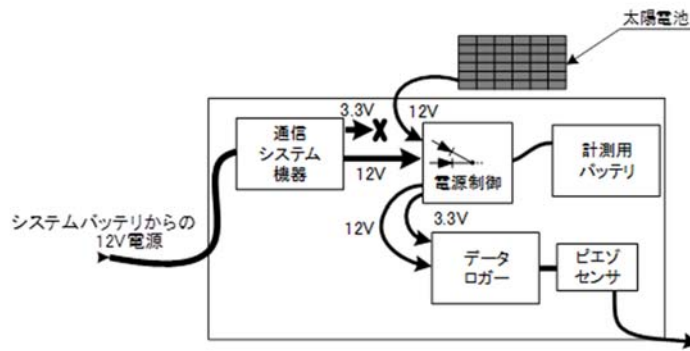 太陽電池
3.3V
12V
通信
システム
機器
12V
電源制御
計測用
バッテリ
システムバッテリからの
12V電源
12V
3.3V
データ
ロガー
ピエゾ
センサ